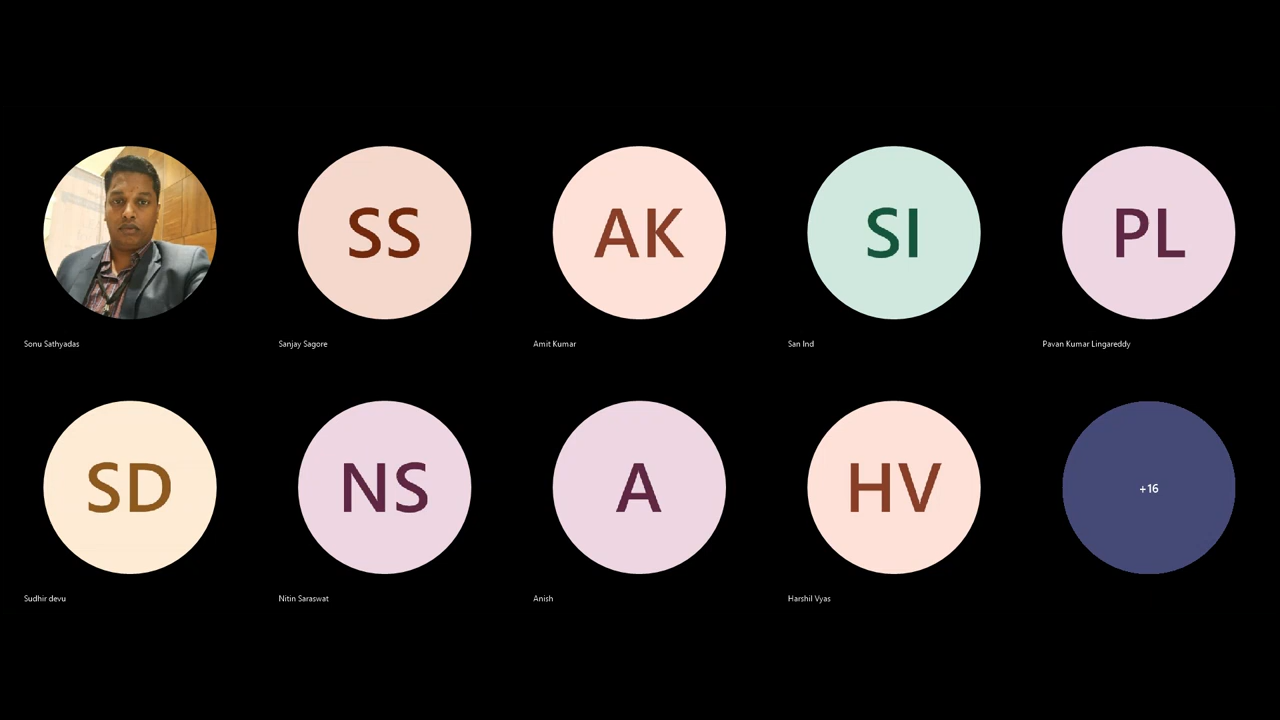 SS
AK
SI
PL
Sonu Sathyadas
Sanjay Sagore
Amit Kumar
San Ind
Pavan Kumar Lingareddy
SD
NS
A
HV
+16
Sudhir devu
Nitin Saraswat
Anish
Harshil Vyas